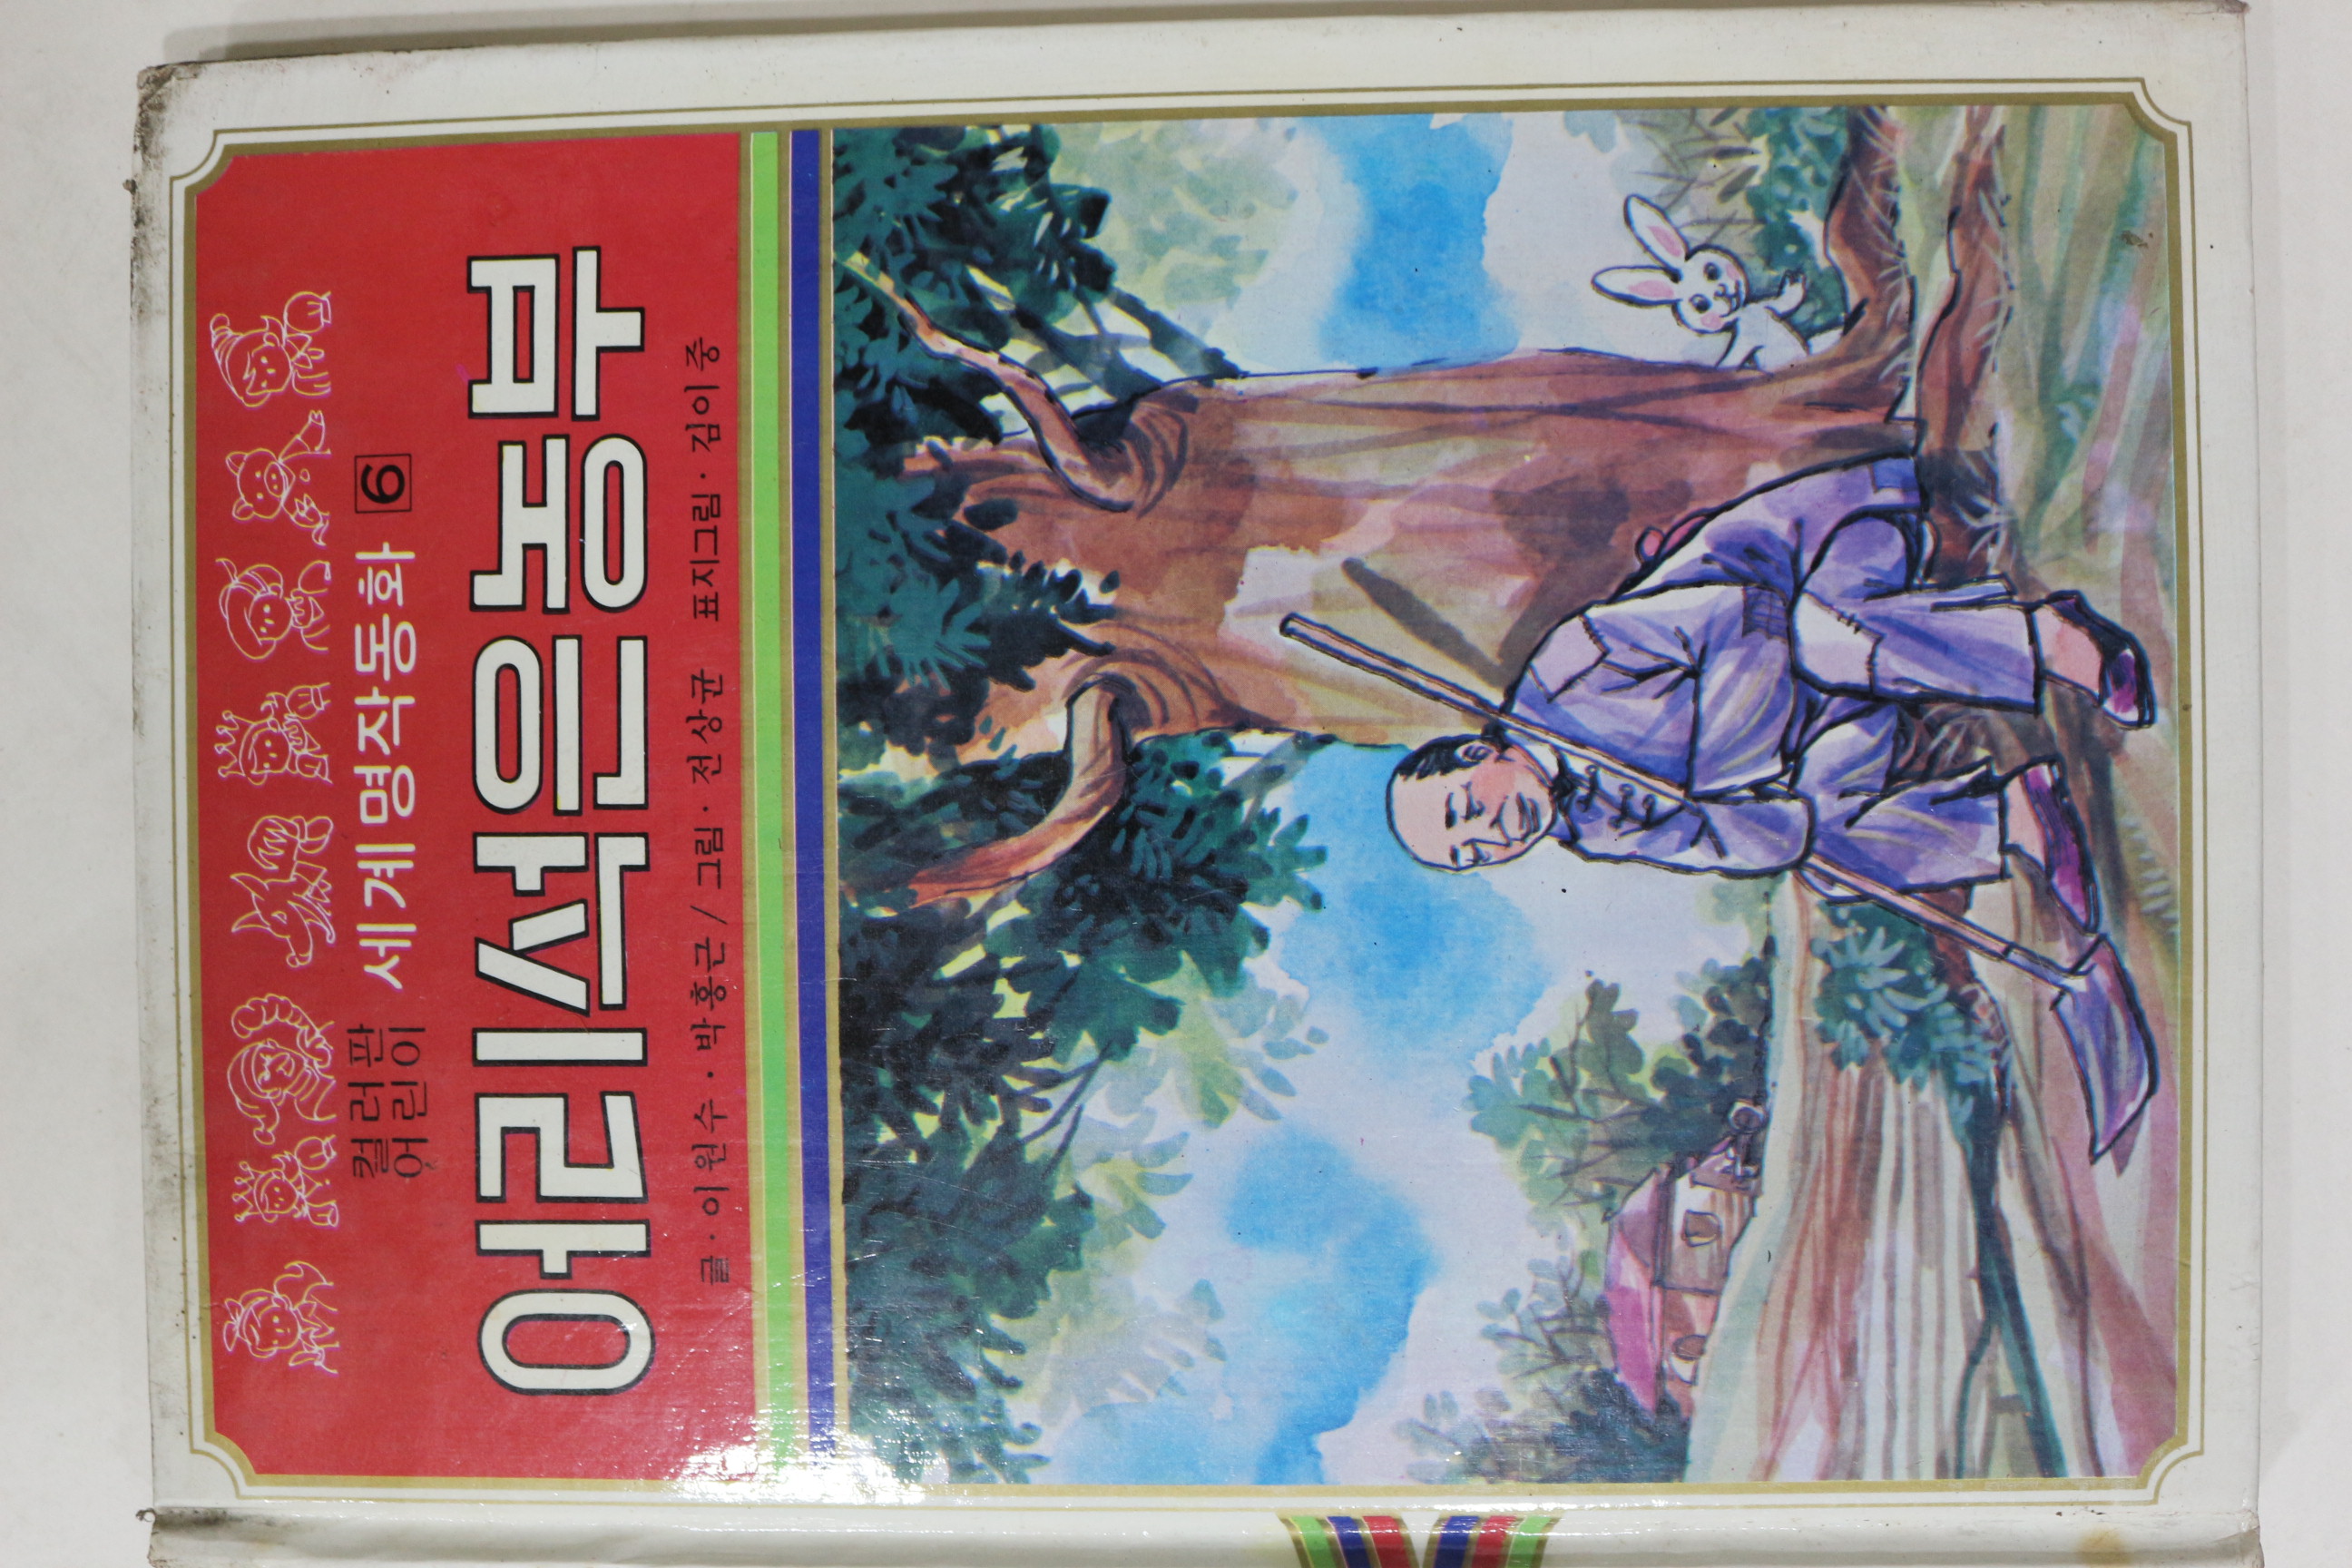 컬러판
어린이
세계명작동화 6
어리석은 농부
글·이원수·박홍근/그림·전상균 표지그림·김이중